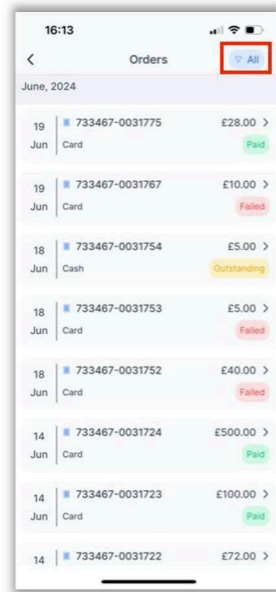 16:13
Orders
All
June, 2024
19 733467-0031775 £28.00
Jun Card Paid
19 733467-0031767 £10.00
Jun Card Failed
18 733467-0031754 £5.00
Jun Cash Outstanding
18 733467-0031753 £5.00
Jun Card Failed
18 733467-0031752 £40.00
Jun Card Failed
14 733467-0031724 £500.00
Jun Card Paid
14 733467-0031723 £100.00
Jun Card Paid
14 733467-0031722 £72.00